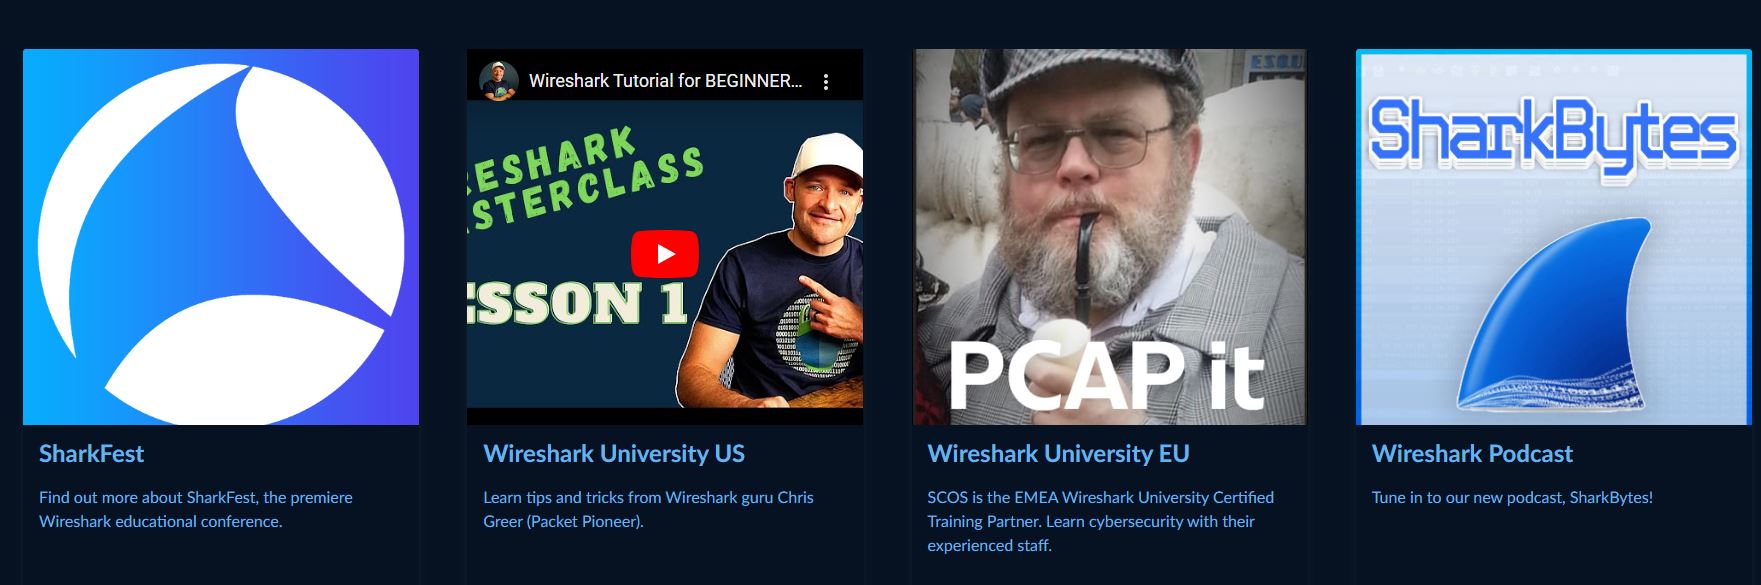 Wireshark Tutorial for BEGINNER...
ESHARK
STERCLASS
SSON 1
PCAP it
SharkBytes
SharkFest
Find out more about SharkFest, the premiere
Wireshark educational conference.
Wireshark University US
Learn tips and tricks from Wireshark guru Chris
Greer (Packet Pioneer).
Wireshark University EU
SCOS is the EMEA Wireshark University Certified
Training Partner. Learn cybersecurity with their
experienced staff.
Wireshark Podcast
Tune in to our new podcast, SharkBytes!